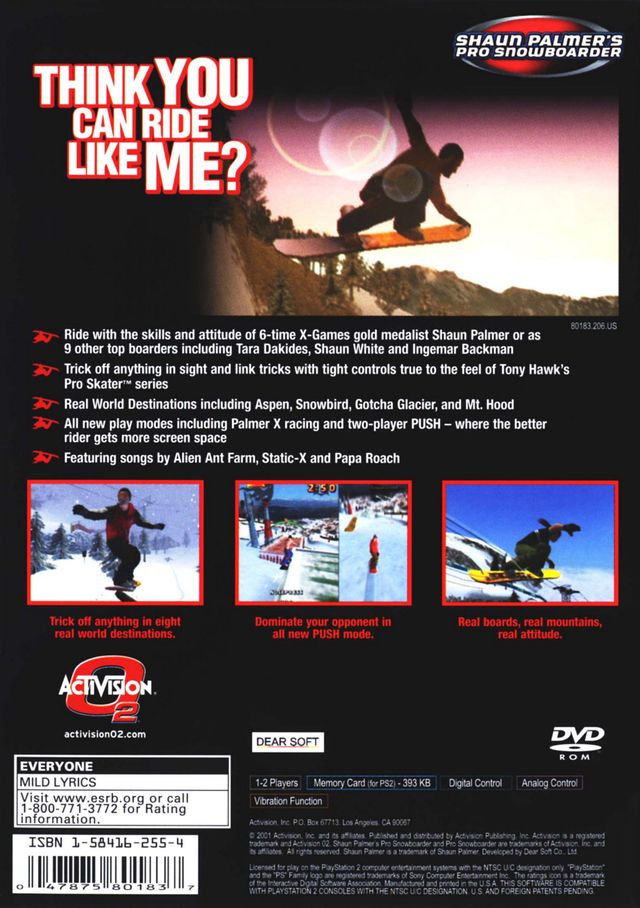 SHAUN PALMER'S
PRO SNOWBOARDER
THINK YOU
CAN RIDE
LIKE ME?
80183.206.US
Ride with the skills and attitude of 6-time X-Games gold medalist Shaun Palmer or as
9 other top boarders including Tara Dakides, Shaun White and Ingemar Backman
Trick off anything in sight and link tricks with tight controls true to the feel of Tony Hawk's
Pro Skater™ series
Real World Destinations including Aspen, Snowbird, Gotcha Glacier, and Mt. Hood
All new play modes including Palmer X racing and two-player PUSH – where the better
rider gets more screen space
Featuring songs by Alien Ant Farm, Static-X and Papa Roach
2:50
Trick off anything in eight
real world destinations.
Dominate your opponent in
all new PUSH mode.
Real boards, real mountains,
real attitude.
ACTIVISION.
O2
activisionO2.com
DEAR SOFT
DVD
ROM
EVERYONE
MILD LYRICS
Visit www.esrb.org or call
1-800-771-3772 for Rating
information.
1-2 Players
Memory Card (for PS2) - 393 KB
Digital Control
Analog Control
Vibration Function
ISBN 1-58416-255-4
0 47875 80183 7
Activision, Inc. P.O. Box 67713, Los Angeles, CA 90067
© 2001 Activision, Inc. and its affiliates. Published and distributed by Activision Publishing, Inc. Activision is a registered
trademark and Activision O2, Shaun Palmer's Pro Snowboarder and Pro Snowboarder are trademarks of Activision, Inc. and
its affiliates. All rights reserved. Shaun Palmer is a trademark of Shaun Palmer. Developed by Dear Soft Co., Ltd.
Licensed for play on the PlayStation 2 computer entertainment systems with the NTSC U/C designation only. "PlayStation"
and the "PS" Family logo are registered trademarks of Sony Computer Entertainment Inc. The ratings icon is a trademark
of the Interactive Digital Software Association. Manufactured and printed in the U.S.A. THIS SOFTWARE IS COMPATIBLE
WITH PLAYSTATION 2 CONSOLES WITH THE NTSC U/C DESIGNATION. U.S. AND FOREIGN PATENTS PENDING.